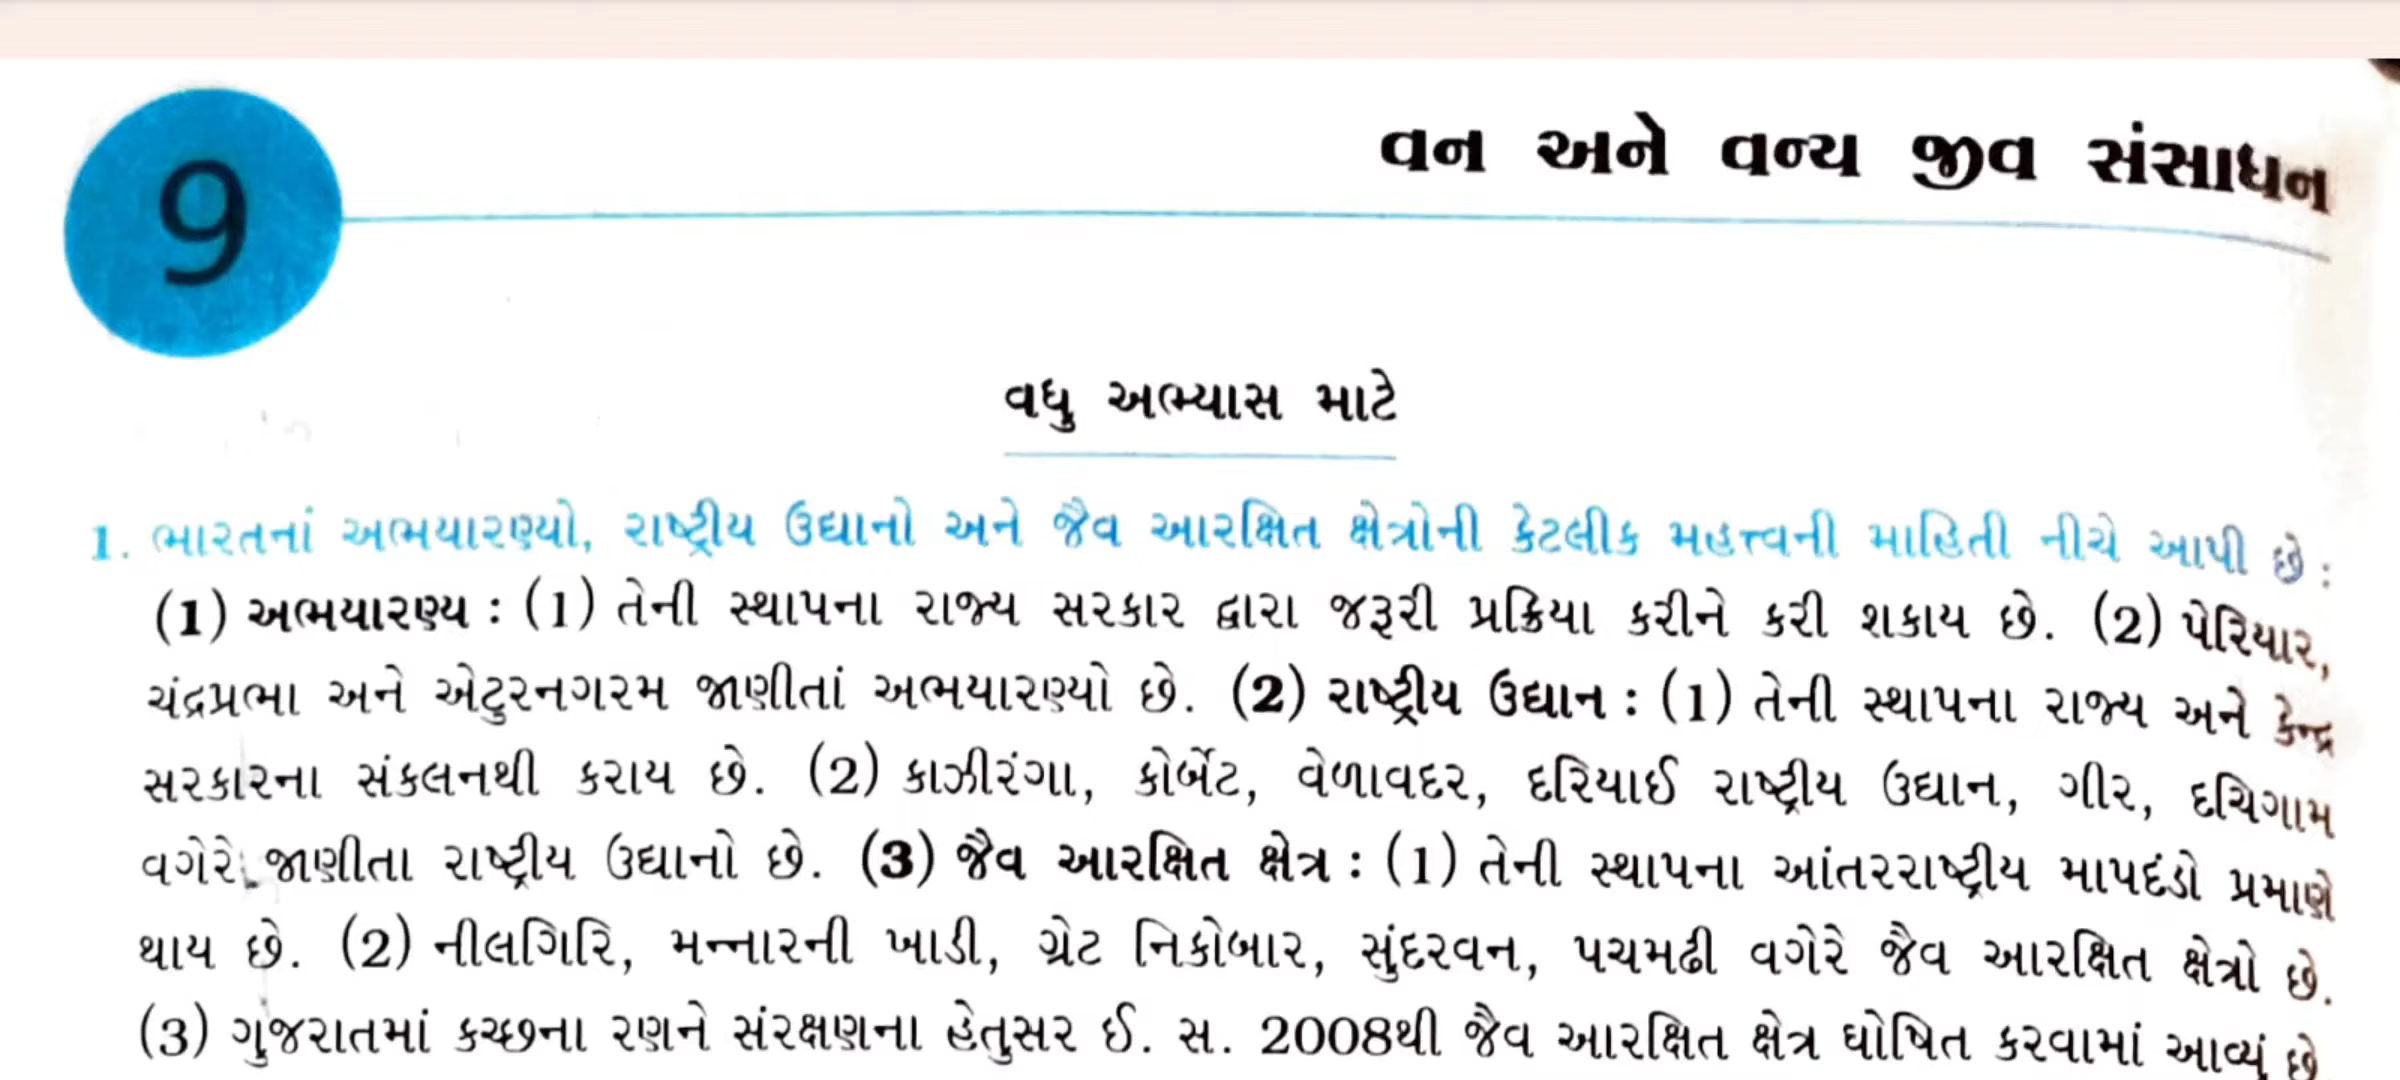 9
વન અને વન્ય જીવ સંસાધન
વધુ અભ્યાસ માટે
1. ભારતનાં અભયારણ્યો, રાષ્ટ્રીય ઉદ્યાનો અને જૈવ આરક્ષિત ક્ષેત્રોની કેટલીક મહત્ત્વની માહિતી નીચે આપી છે :
(1) અભયારણ્ય : (1) તેની સ્થાપના રાજ્ય સરકાર દ્વારા જરૂરી પ્રક્રિયા કરીને કરી શકાય છે. (2) પેરિયાર,
ચંદ્રપ્રભા અને એટુરનગરમ જાણીતાં અભયારણ્યો છે. (2) રાષ્ટ્રીય ઉદ્યાન : (1) તેની સ્થાપના રાજ્ય અને કેન્દ્ર
સરકારના સંકલનથી કરાય છે. (2) કાઝીરંગા, કોર્બેટ, વેળાવદર, દરિયાઈ રાષ્ટ્રીય ઉદ્યાન, ગીર, દચિગામ
વગેરે જાણીતા રાષ્ટ્રીય ઉદ્યાનો છે. (3) જૈવ આરક્ષિત ક્ષેત્ર : (1) તેની સ્થાપના આંતરરાષ્ટ્રીય માપદંડો પ્રમાણે
થાય છે. (2) નીલગિરિ, મન્નારની ખાડી, ગ્રેટ નિકોબાર, સુંદરવન, પચમઢી વગેરે જૈવ આરક્ષિત ક્ષેત્રો છે.
(3) ગુજરાતમાં કચ્છના રણને સંરક્ષણના હેતુસર ઈ. સ. 2008થી જૈવ આરક્ષિત ક્ષેત્ર ઘોષિત કરવામાં આવ્યું છે